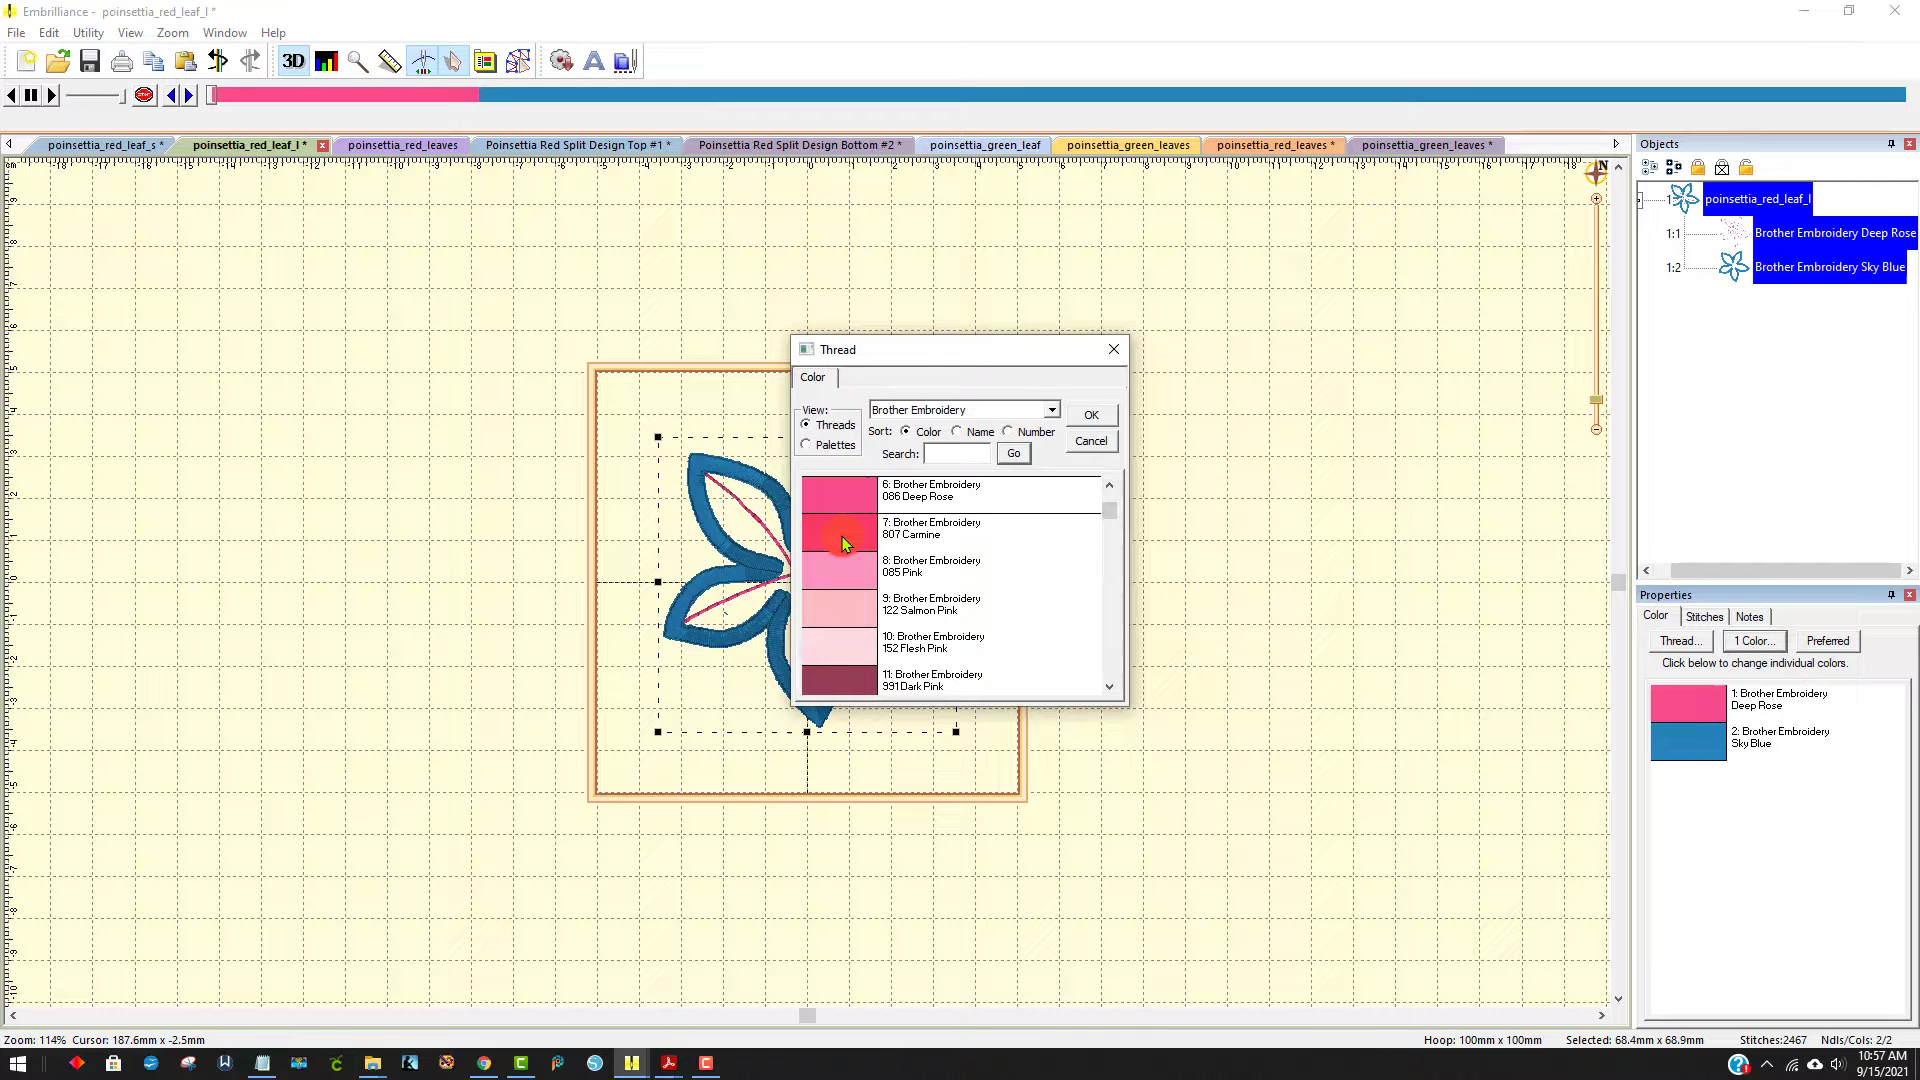 Embrilliance - poinsettia_red_leaf_l *
File Edit Utility View Zoom Window Help
3D
STOP
poinsettia_red_leaf_s * poinsettia_red_leaf_l * poinsettia_red_leaves Poinsettia Red Split Design Top #1 * Poinsettia Red Split Design Bottom #2 * poinsettia_green_leaf poinsettia_green_leaves poinsettia_red_leaves * poinsettia_green_leaves *
Objects
1 poinsettia_red_leaf_l
1:1 Brother Embroidery Deep Rose
1:2 Brother Embroidery Sky Blue
N
Thread
Color
View:
Threads
Palettes
Brother Embroidery
Sort: Color Name Number
Search: Go
OK
Cancel
6: Brother Embroidery
086 Deep Rose
7: Brother Embroidery
807 Carmine
8: Brother Embroidery
085 Pink
9: Brother Embroidery
122 Salmon Pink
10: Brother Embroidery
152 Flesh Pink
11: Brother Embroidery
991 Dark Pink
Properties
Color Stitches Notes
Thread... 1 Color... Preferred
Click below to change individual colors.
1: Brother Embroidery
Deep Rose
2: Brother Embroidery
Sky Blue
Zoom: 114% Cursor: 187.6mm x -2.5mm
Hoop: 100mm x 100mm Selected: 68.4mm x 68.9mm Stitches:2467 Ndls/Cols: 2/2
10:57 AM
9/15/2021